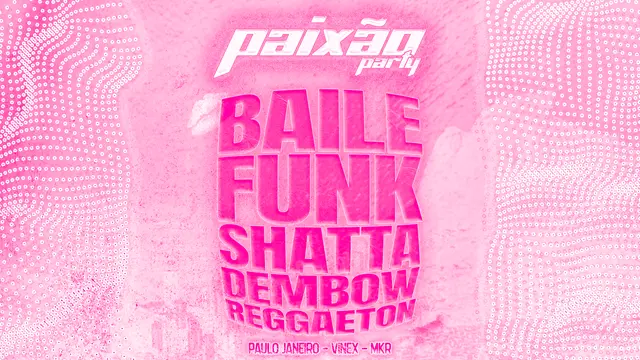 paixão
party
BAILE
FUNK
SHATTA
DEMBOW
REGGAETON
PAULO JANEIRO - VINEX - MKR